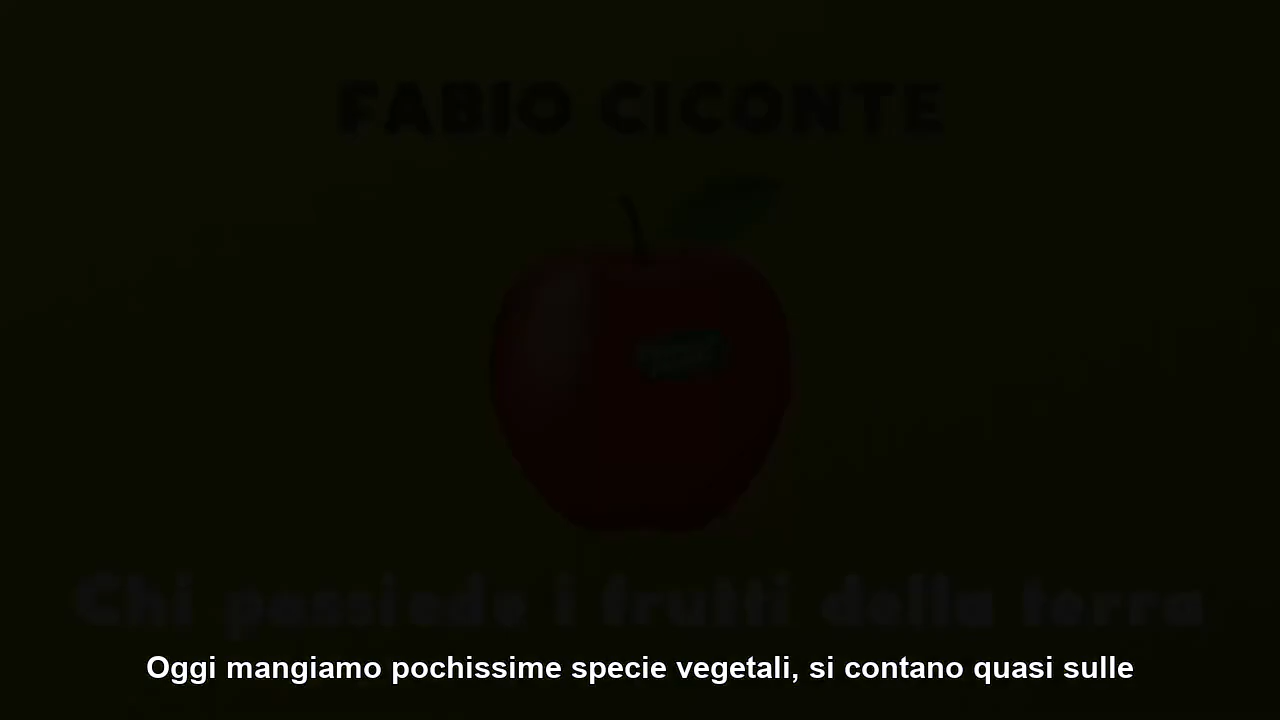 FABIO CICONTE
Chi possiede i frutti della terra
Oggi mangiamo pochissime specie vegetali, si contano quasi sulle